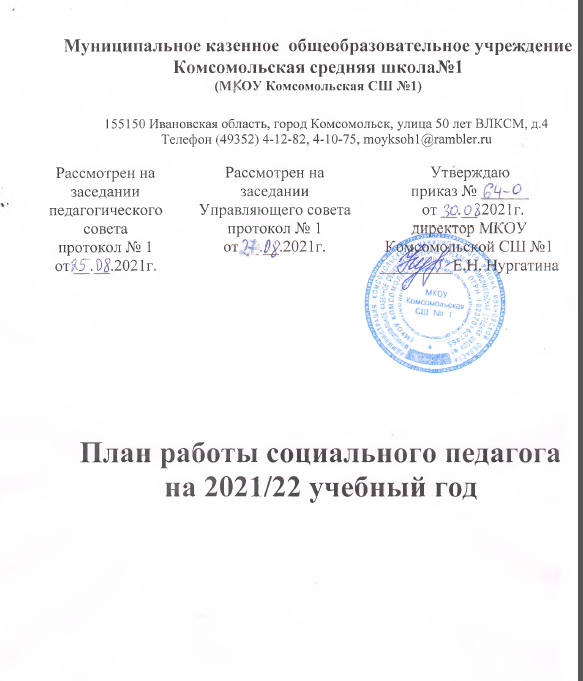 Муниципальное казенное общеобразовательное учреждение
Комсомольская средняя школа№1
(МКОУ Комсомольская СШ №1)
155150 Ивановская область, город Комсомольск, улица 50 лет ВЛКСМ, д.4
Телефон (49352) 4-12-82, 4-10-75, moyksoh1@rambler.ru
Рассмотрен на
заседании
педагогического
совета
протокол № 1
от 25.08.2021г.
Рассмотрен на
заседании
Управляющего совета
протокол № 1
от 27.08.2021г.
Утверждаю
приказ № 64-О
от 30.08 2021г.
директор МКОУ
Комсомольской СШ №1
Е.Н. Нургатина
МКОУ
Комсомольская
СШ № 1
План работы социального педагога
на 2021/22 учебный год